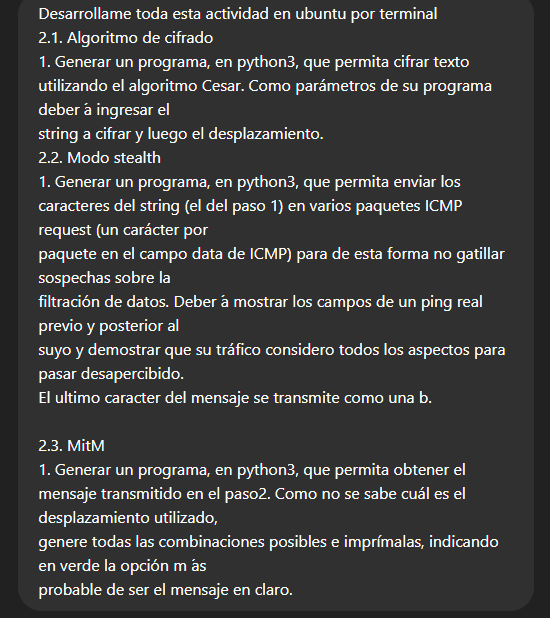 Desarrollame toda esta actividad en ubuntu por terminal
2.1. Algoritmo de cifrado
1. Generar un programa, en python3, que permita cifrar texto
utilizando el algoritmo Cesar. Como parámetros de su programa
deber ́a ingresar el
string a cifrar y luego el desplazamiento.
2.2. Modo stealth
1. Generar un programa, en python3, que permita enviar los
caracteres del string (el del paso 1) en varios paquetes ICMP
request (un carácter por
paquete en el campo data de ICMP) para de esta forma no gatillar
sospechas sobre la
filtración de datos. Deber ́a mostrar los campos de un ping real
previo y posterior al
suyo y demostrar que su tráfico considero todos los aspectos para
pasar desapercibido.
El ultimo caracter del mensaje se transmite como una b.
2.3. MitM
1. Generar un programa, en python3, que permita obtener el
mensaje transmitido en el paso2. Como no se sabe cuál es el
desplazamiento utilizado,
genere todas las combinaciones posibles e imprímalas, indicando
en verde la opción m ́as
probable de ser el mensaje en claro.